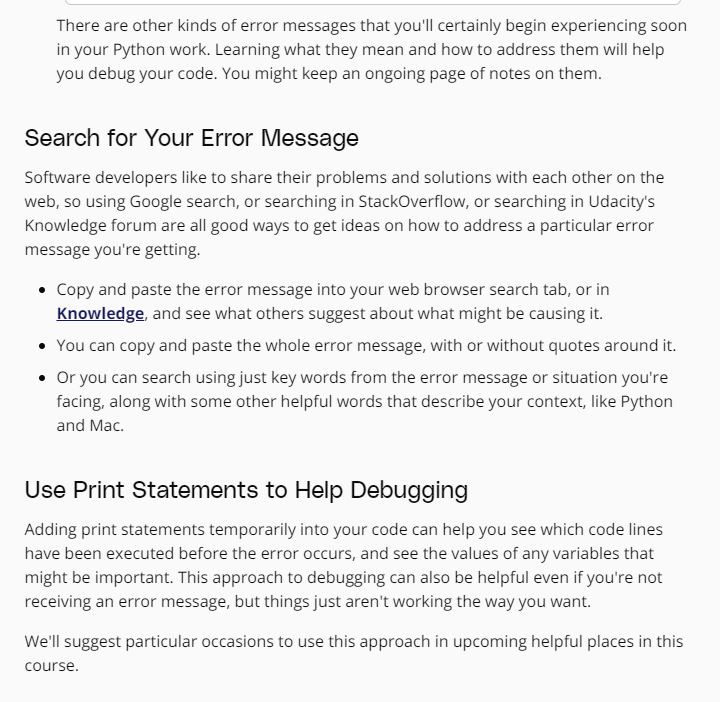 There are other kinds of error messages that you'll certainly begin experiencing soon
in your Python work. Learning what they mean and how to address them will help
you debug your code. You might keep an ongoing page of notes on them.
Search for Your Error Message
Software developers like to share their problems and solutions with each other on the
web, so using Google search, or searching in StackOverflow, or searching in Udacity's
Knowledge forum are all good ways to get ideas on how to address a particular error
message you're getting.
• Copy and paste the error message into your web browser search tab, or in
Knowledge, and see what others suggest about what might be causing it.
• You can copy and paste the whole error message, with or without quotes around it.
• Or you can search using just key words from the error message or situation you're
facing, along with some other helpful words that describe your context, like Python
and Mac.
Use Print Statements to Help Debugging
Adding print statements temporarily into your code can help you see which code lines
have been executed before the error occurs, and see the values of any variables that
might be important. This approach to debugging can also be helpful even if you're not
receiving an error message, but things just aren't working the way you want.
We'll suggest particular occasions to use this approach in upcoming helpful places in this
course.